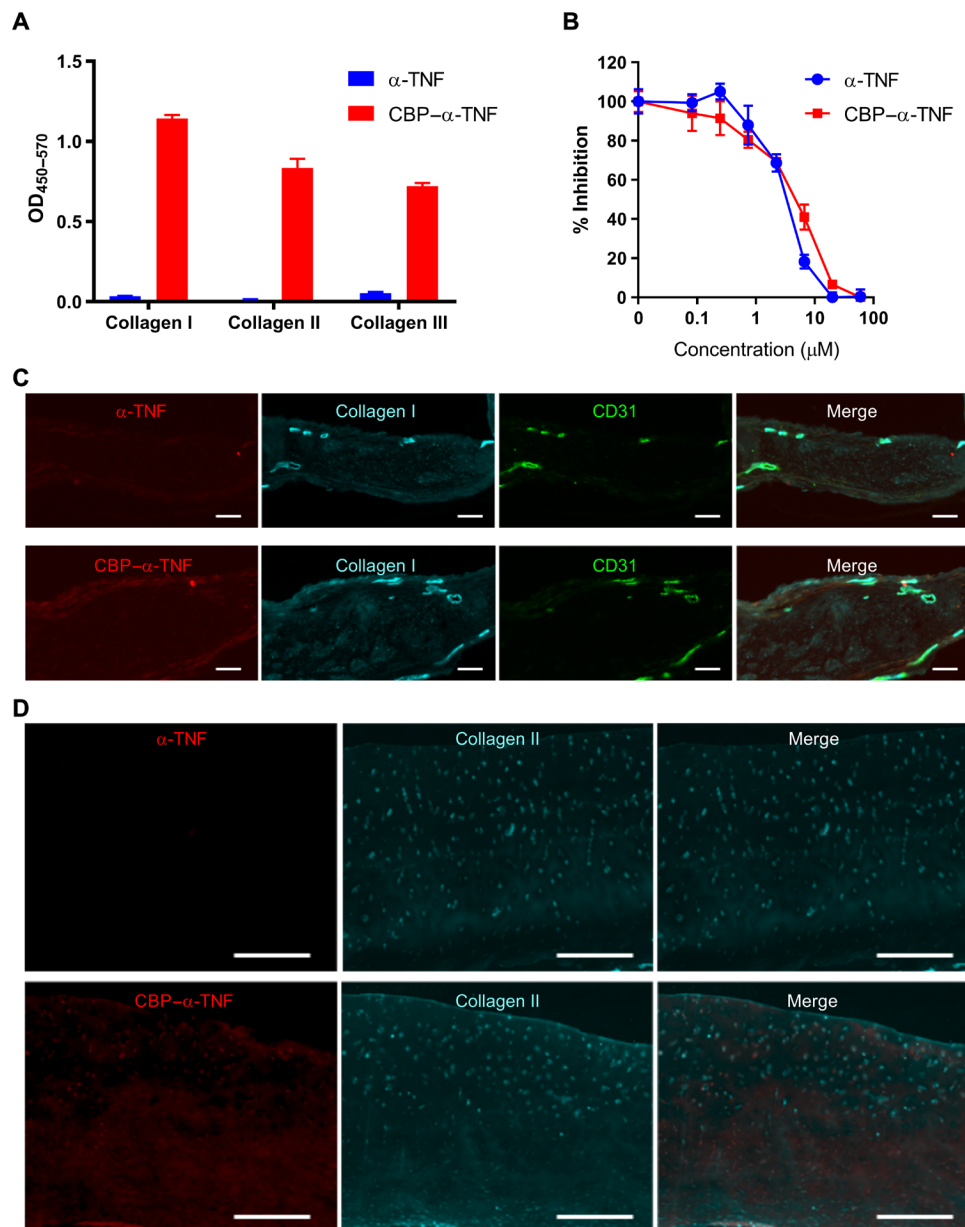 A
1.5
1.0
0.5
0.0
OD450–570
α-TNF
CBP–α-TNF
Collagen I
Collagen II
Collagen III
B
120
100
80
60
40
20
0
% Inhibition
α-TNF
CBP–α-TNF
0
0.1
1
10
100
Concentration (μM)
C
α-TNF
Collagen I
CD31
Merge
CBP–α-TNF
Collagen I
CD31
Merge
D
α-TNF
Collagen II
Merge
CBP–α-TNF
Collagen II
Merge